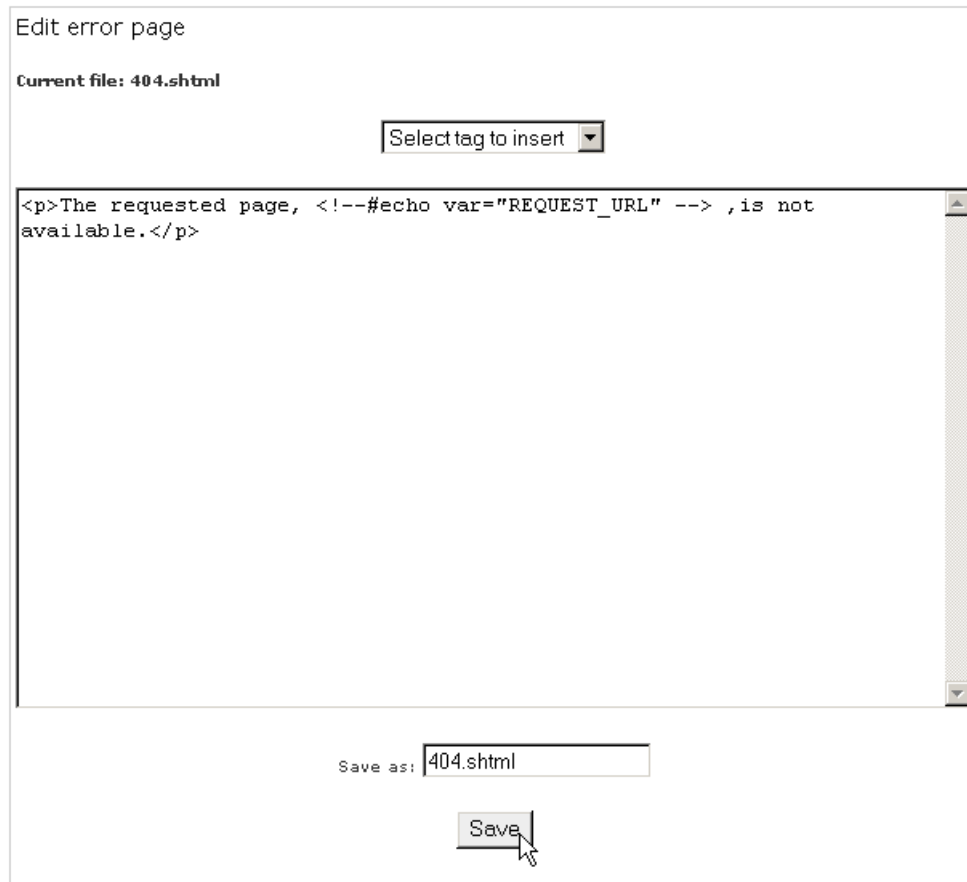 Edit error page
Current file: 404.shtml
Select tag to insert
<p>The requested page, <!--#echo var="REQUEST_URL" --> ,is not
available.</p>
Save as: 404.shtml
Save